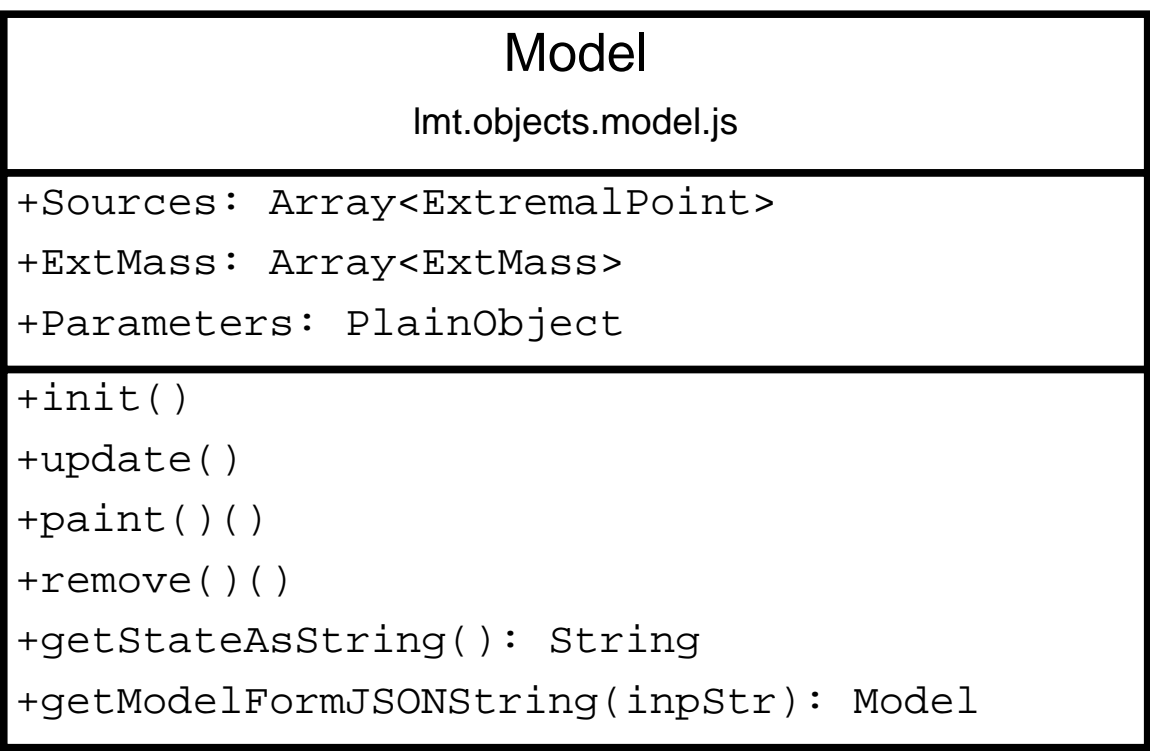 Model
lmt.objects.model.js
+Sources: Array<ExtremalPoint>
+ExtMass: Array<ExtMass>
+Parameters: PlainObject
+init()
+update()
+paint()()
+remove()()
+getStateAsString(): String
+getModelFormJSONString(inpStr): Model